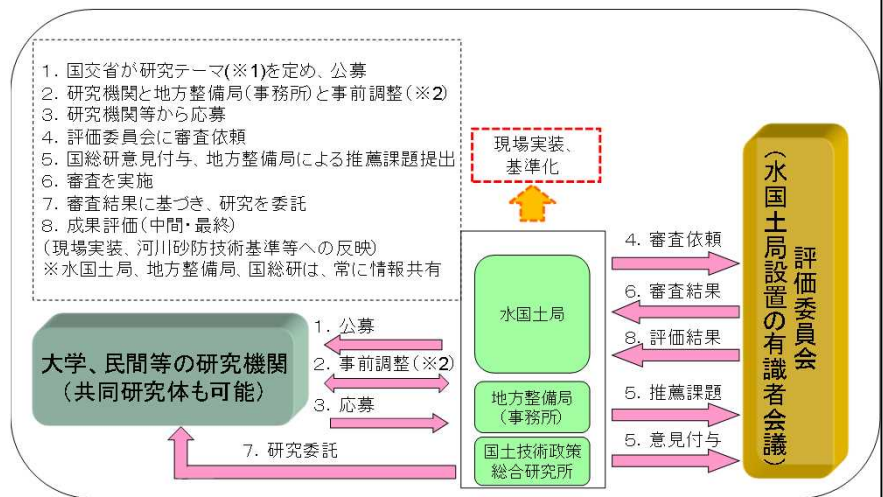 1. 国交省が研究テーマ(※1)を定め、公募
2. 研究機関と地方整備局(事務所)と事前調整(※2)
3. 研究機関等から応募
4. 評価委員会に審査依頼
5. 国総研意見付与、地方整備局による推薦課題提出
6. 審査を実施
7. 審査結果に基づき、研究を委託
8. 成果評価(中間・最終)
(現場実装、河川砂防技術基準等への反映)
※水国土局、地方整備局、国総研は、常に情報共有
現場実装、
基準化
大学、民間等の研究機関
(共同研究体も可能)
1. 公募
2. 事前調整(※2)
3. 応募
7. 研究委託
水国土局
地方整備局
(事務所)
国土技術政策
総合研究所
4. 審査依頼
6. 審査結果
8. 評価結果
5. 推薦課題
5. 意見付与
評価委員会
(水国土局設置の有識者会議)